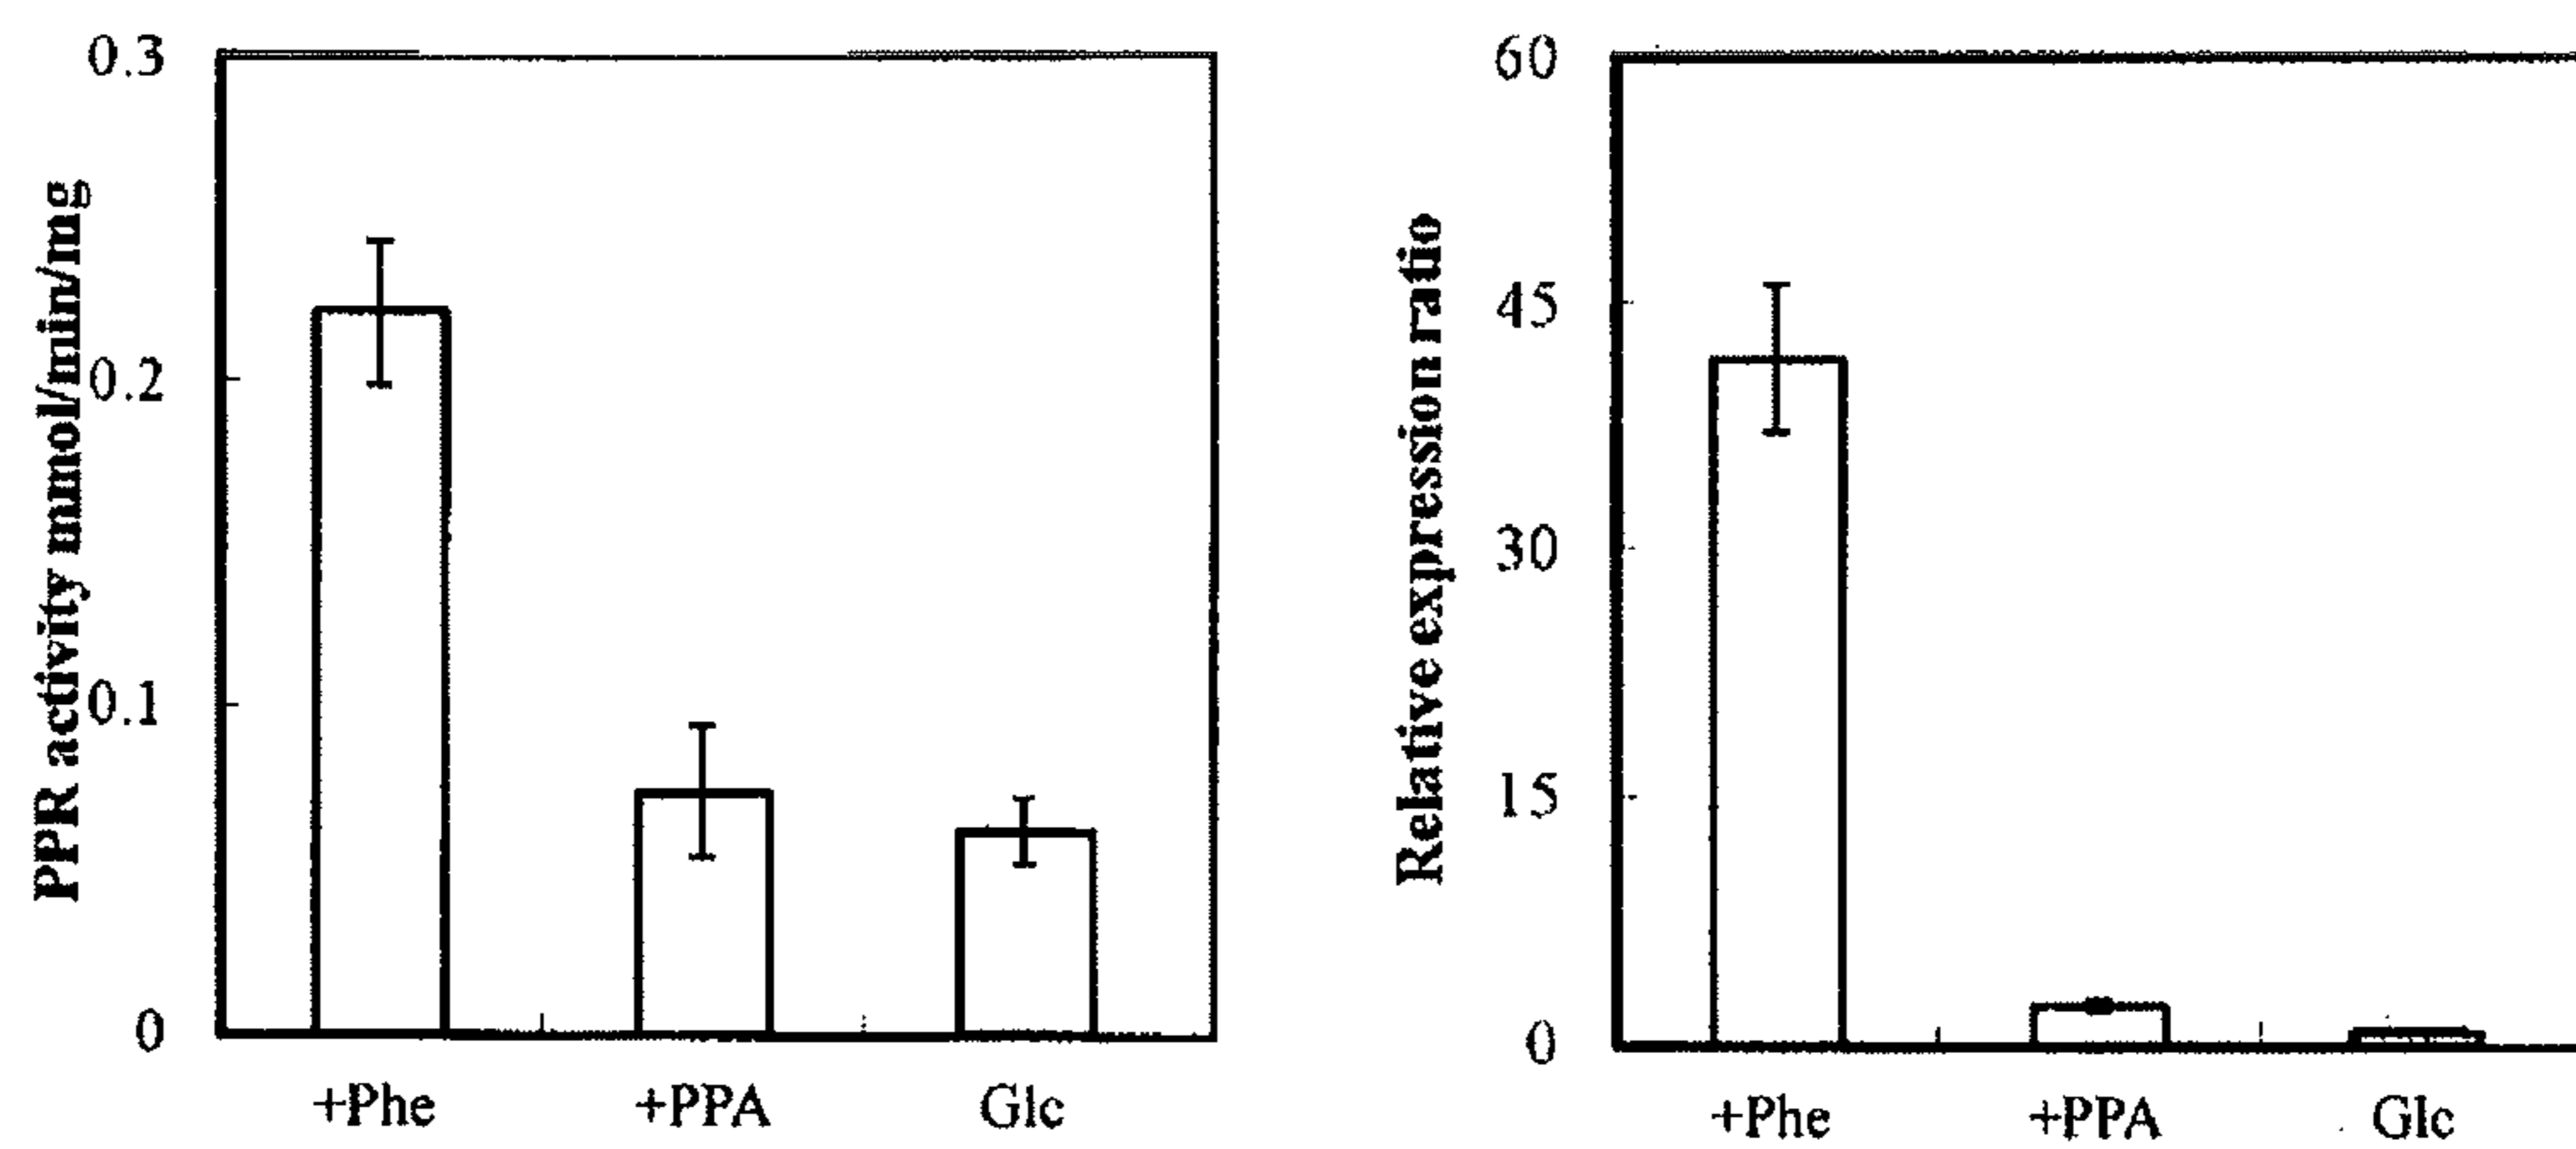 PPR activity mmol/min/mg
0.3
0.2
0.1
0
+Phe +PPA Glc
Relative expression ratio
60
45
30
15
0
+Phe +PPA Glc